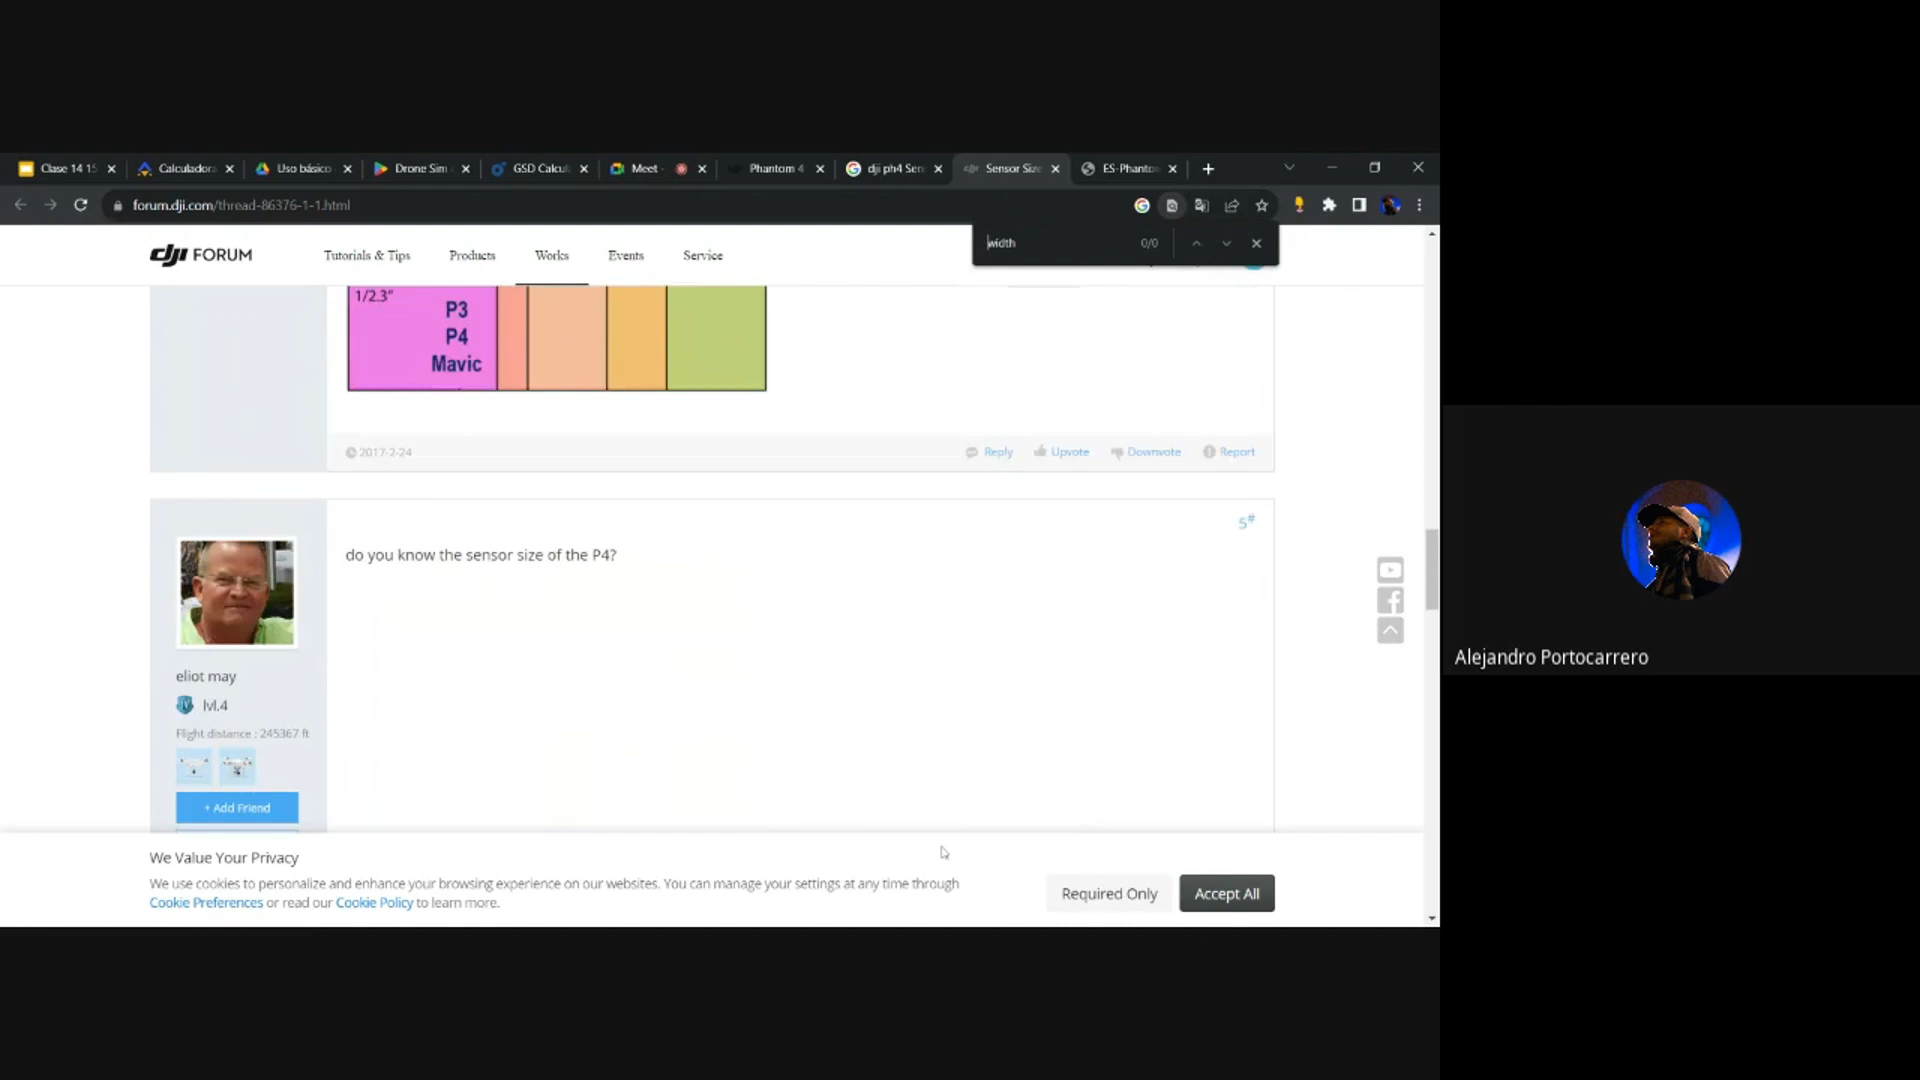 Clase 14 15
Calculadora
Uso básico
Drone Sim
GSD Calcu
Meet -
Phantom 4
dji ph4 Sen
Sensor Size
ES-Phanto
forum.dji.com/thread-86376-1-1.html
width
0/0
dji FORUM
Tutorials & Tips
Products
Works
Events
Service
1/2.3"
P3
P4
Mavic
2017-2-24
Reply
Upvote
Downvote
Report
5#
do you know the sensor size of the P4?
eliot may
lvl.4
Flight distance : 245367 ft
+ Add Friend
We Value Your Privacy
We use cookies to personalize and enhance your browsing experience on our websites. You can manage your settings at any time through
Cookie Preferences or read our Cookie Policy to learn more.
Required Only
Accept All
Alejandro Portocarrero